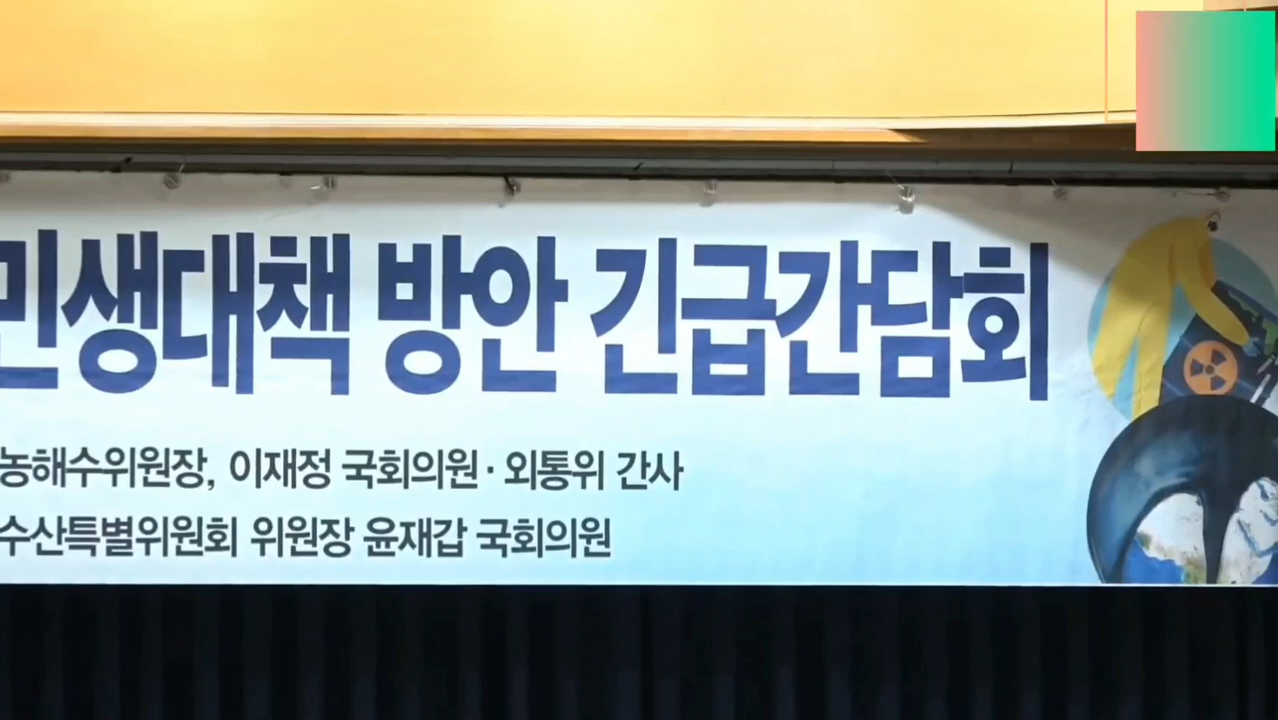 민생대책 방안 긴급간담회
농해수위원장, 이재정 국회의원·외통위 간사
수산특별위원회 위원장 윤재갑 국회의원